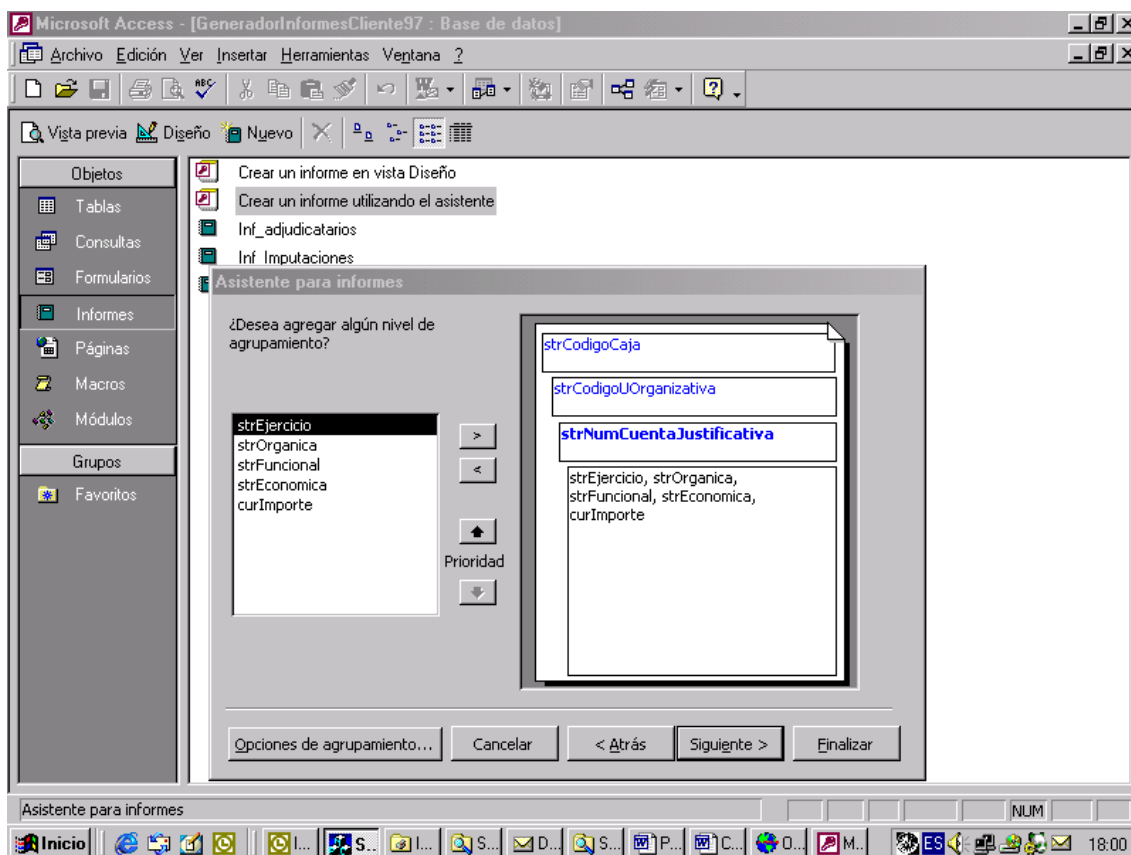 Microsoft Access - [GeneradorInformesCliente97 : Base de datos]
Archivo Edición Ver Insertar Herramientas Ventana ?
Vista previa Diseño Nuevo
Objetos
Tablas
Consultas
Formularios
Informes
Páginas
Macros
Módulos
Grupos
Favoritos
Crear un informe en vista Diseño
Crear un informe utilizando el asistente
Inf_adjudicatarios
Inf Imputaciones
Asistente para informes
¿Desea agregar algún nivel de
agrupamiento?
strEjercicio
strOrganica
strFuncional
strEconomica
curImporte
>
<
Prioridad
strCodigoCaja
strCodigoUOrganizativa
strNumCuentaJustificativa
strEjercicio, strOrganica,
strFuncional, strEconomica,
curImporte
Opciones de agrupamiento... Cancelar < Atrás Siguiente > Finalizar
Asistente para informes NUM
Inicio I... S... I... S... D... S... P... C... O... M... ES 18:00